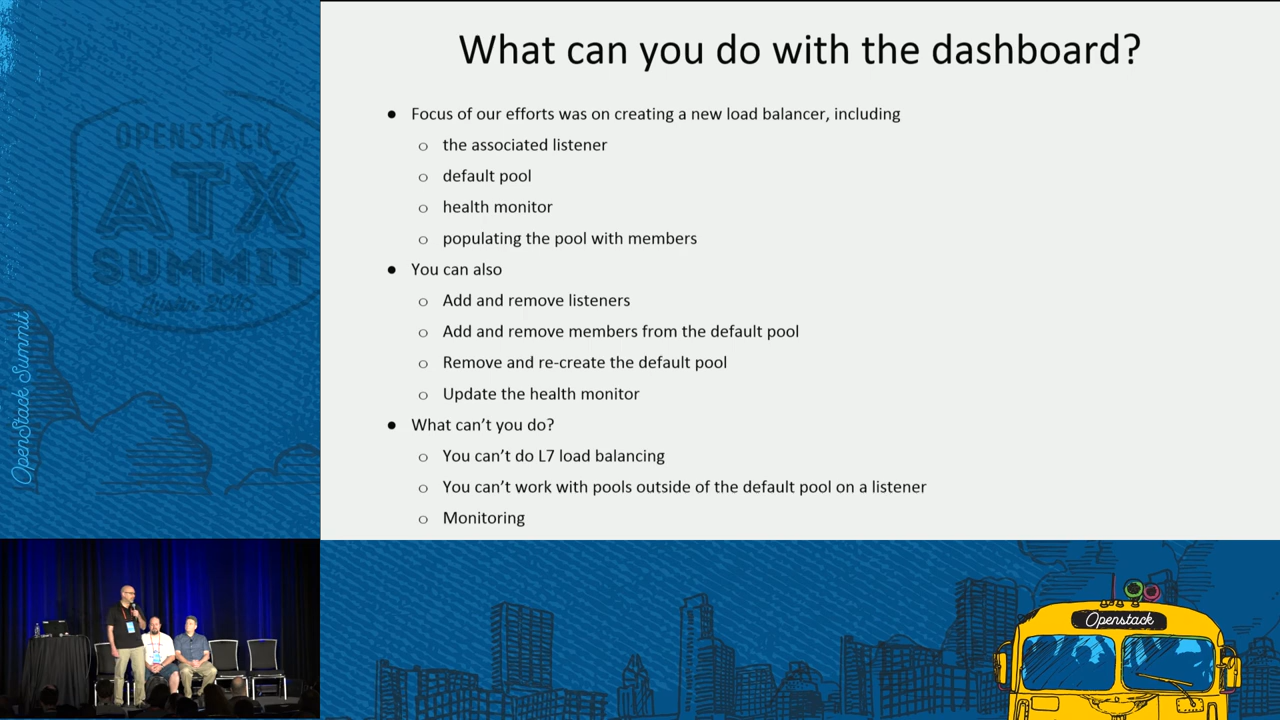 What can you do with the dashboard?
● Focus of our efforts was on creating a new load balancer, including
o the associated listener
o default pool
o health monitor
o populating the pool with members
● You can also
o Add and remove listeners
o Add and remove members from the default pool
o Remove and re-create the default pool
o Update the health monitor
● What can’t you do?
o You can’t do L7 load balancing
o You can’t work with pools outside of the default pool on a listener
o Monitoring
OPENSTACK
ATX
SUMMIT
Austin 2016
OpenStack Summit
Openstack